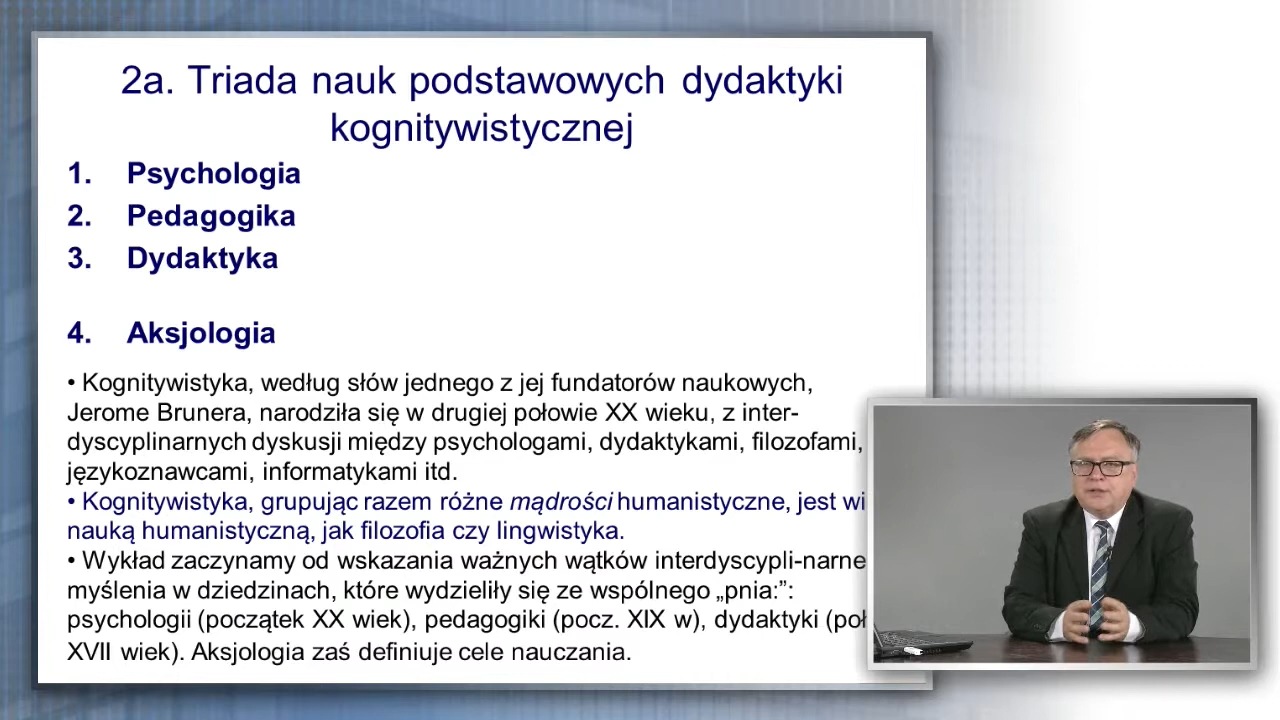 2a. Triada nauk podstawowych dydaktyki
kognitywistycznej
1. Psychologia
2. Pedagogika
3. Dydaktyka
4. Aksjologia
• Kognitywistyka, według słów jednego z jej fundatorów naukowych,
Jerome Brunera, narodziła się w drugiej połowie XX wieku, z inter-
dyscyplinarnych dyskusji między psychologami, dydaktykami, filozofami,
językoznawcami, informatykami itd.
• Kognitywistyka, grupując razem różne mądrości humanistyczne, jest wi
nauką humanistyczną, jak filozofia czy lingwistyka.
• Wykład zaczynamy od wskazania ważnych wątków interdyscypli-narne
myślenia w dziedzinach, które wydzieliły się ze wspólnego „pnia:”:
psychologii (początek XX wiek), pedagogiki (pocz. XIX w), dydaktyki (poł
XVII wiek). Aksjologia zaś definiuje cele nauczania.